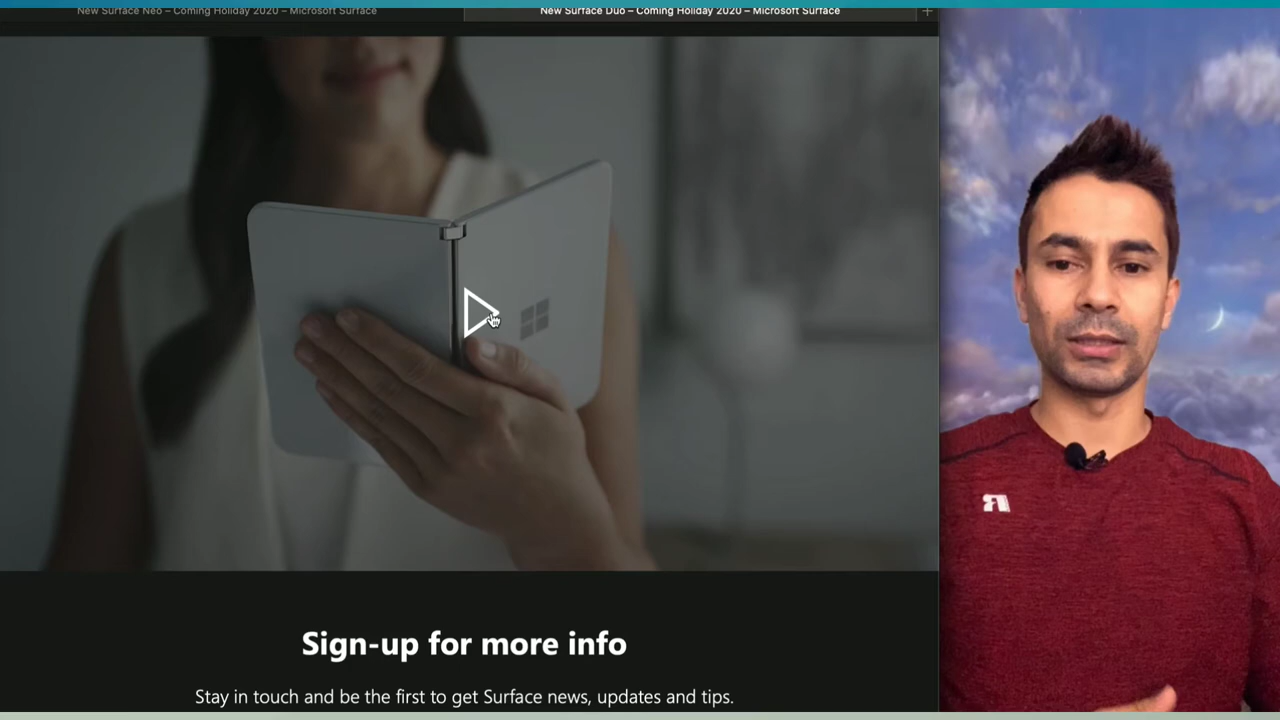 New Surface Neo – Coming Holiday 2020 – Microsoft Surface
New Surface Duo – Coming Holiday 2020 – Microsoft Surface
Sign-up for more info
Stay in touch and be the first to get Surface news, updates and tips.